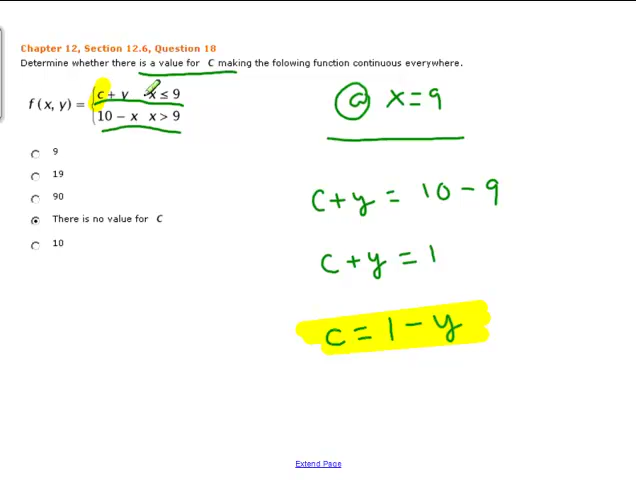 Chapter 12, Section 12.6, Question 18
Determine whether there is a value for C making the folowing function continuous everywhere.
f (x, y) = { c + y x ≤ 9
10 − x x > 9
9
19
90
There is no value for C
10
@ x = 9
c + y = 10 - 9
c + y = 1
c = 1 - y
Extend Page